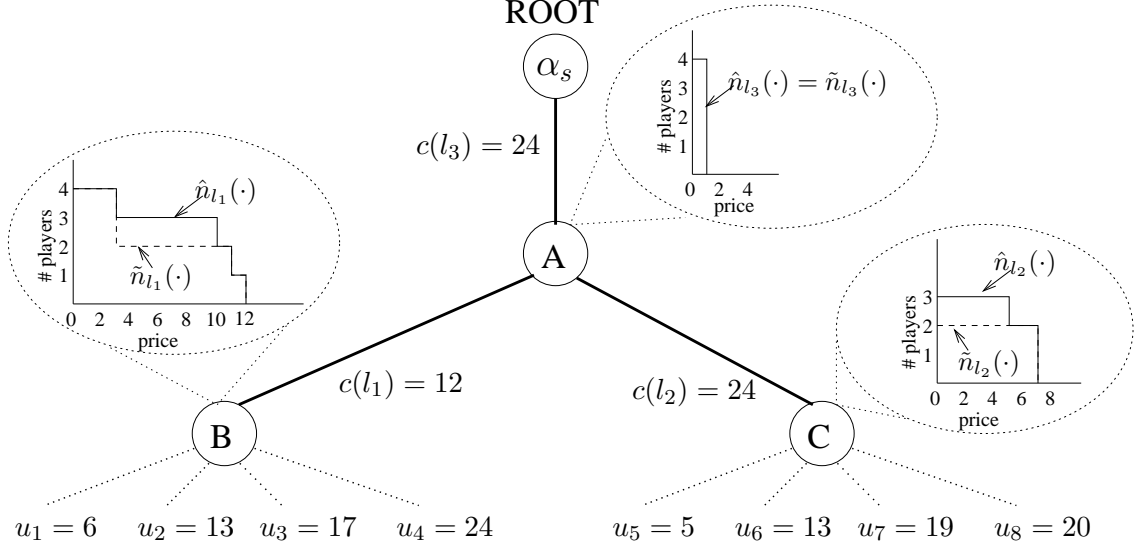 ROOT
α_s
4
3
2
1
# players
n̂_{l_3}(·) = ñ_{l_3}(·)
2 4
price
c(l_3) = 24
4
3
2
1
# players
n̂_{l_1}(·)
ñ_{l_1}(·)
0 2 4 6 8 10 12
price
A
3
2
1
# players
n̂_{l_2}(·)
ñ_{l_2}(·)
0 2 4 6 8
price
c(l_1) = 12
c(l_2) = 24
B
C
u_1 = 6 u_2 = 13 u_3 = 17 u_4 = 24 u_5 = 5 u_6 = 13 u_7 = 19 u_8 = 20